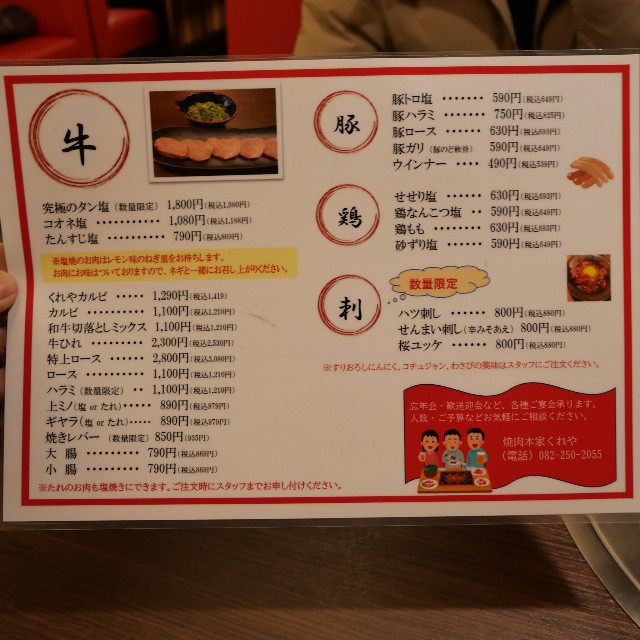 牛
究極のタン塩 (数量限定) 1,800円(税込1,980円)
コオネ塩 ・・・・・・・・・・・ 1,080円(税込1,188円)
たんすじ塩 ・・・・・・・・・・ 790円(税込869円)
※塩焼のお肉はレモン味のねぎ皿をお持ちします。
お肉にお味はついておりますので、ネギと一緒にお召し上がりください。
くれやカルビ ・・・・・ 1,290円(税込1,419)
カルビ ・・・・・・・・・・ 1,100円(税込1,210円)
和牛切落としミックス 1,100円(税込1,210円)
牛ひれ ・・・・・・・・・ 2,300円(税込2,530円)
特上ロース ・・・・・・ 2,800円(税込3,080円)
ロース ・・・・・・・・・・ 1,100円(税込1,210円)
ハラミ (数量限定) ・・ 1,100円(税込1,210円)
上ミノ (塩 or たれ)・・・・ 890円(税込979円)
ギヤラ(塩 or たれ)・・・・・ 890円(税込979円)
焼きレバー (数量限定) 850円(935円)
大 腸 ・・・・・・・・・・ 790円(税込869円)
小 腸 ・・・・・・・・・・ 790円(税込869円)
※たれのお肉も塩焼きにできます。ご注文時にスタッフまでお申し付けください。
豚
豚トロ塩 ・・・・・・ 590円(税込649円)
豚ハラミ ・・・・・・ 750円(税込825円)
豚ロース ・・・・・・ 630円(税込693円)
豚ガリ (豚のど軟骨) 590円(税込649円)
ウインナー ・・・・ 490円(税込539円)
鶏
せせり塩 ・・・・・・ 630円(税込693円)
鶏なんこつ塩 ・・ 590円(税込649円)
鶏もも ・・・・・・・・ 630円(税込693円)
砂ずり塩 ・・・・・・ 590円(税込649円)
刺
数量限定
ハツ刺し ・・・・・・・ 800円(税込880円)
せんまい刺し(辛みそあえ) 800円(税込880円)
桜ユッケ ・・・・・・・ 800円(税込880円)
※すりおろしにんにく、コチュジャン、わさびの薬味はスタッフにご注文ください。
忘年会・歓送迎会など、各種ご宴会承ります。
人数・ご予算などお気軽にご相談ください。
焼肉木家くれや
(電話) 082-250-2055